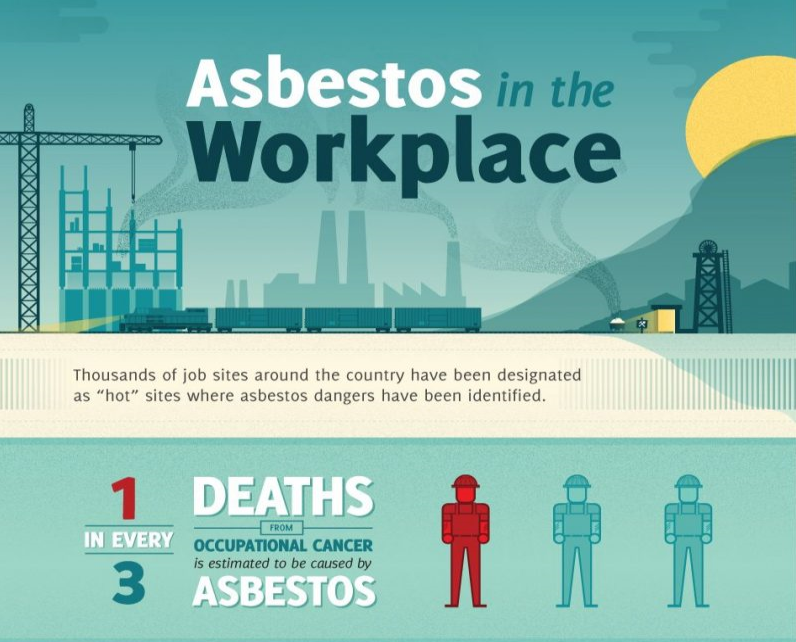 Asbestos in the
Workplace
Thousands of job sites around the country have been designated
as “hot” sites where asbestos dangers have been identified.
1
IN EVERY
3
DEATHS
FROM
OCCUPATIONAL CANCER
is estimated to be caused by
ASBESTOS